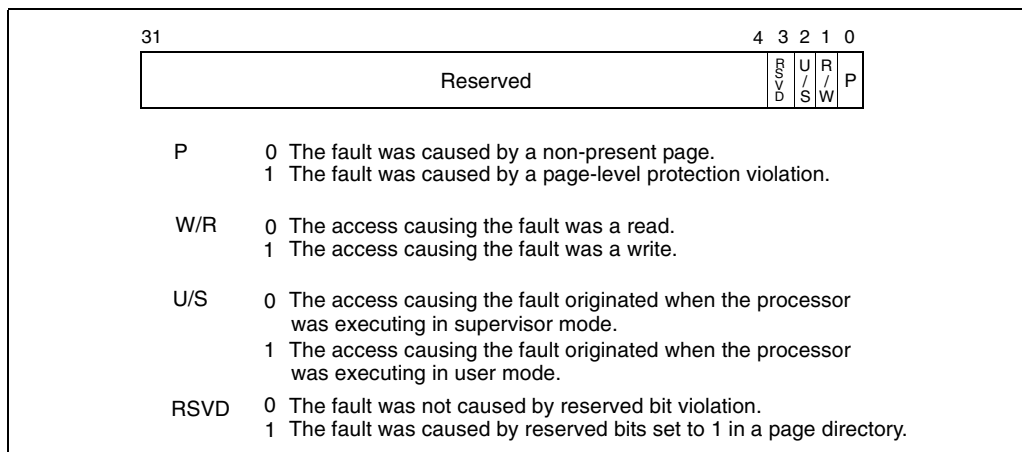 31 4 3 2 1 0
Reserved RSVD U/S R/W P
P 0 The fault was caused by a non-present page.
1 The fault was caused by a page-level protection violation.
W/R 0 The access causing the fault was a read.
1 The access causing the fault was a write.
U/S 0 The access causing the fault originated when the processor
was executing in supervisor mode.
1 The access causing the fault originated when the processor
was executing in user mode.
RSVD 0 The fault was not caused by reserved bit violation.
1 The fault was caused by reserved bits set to 1 in a page directory.